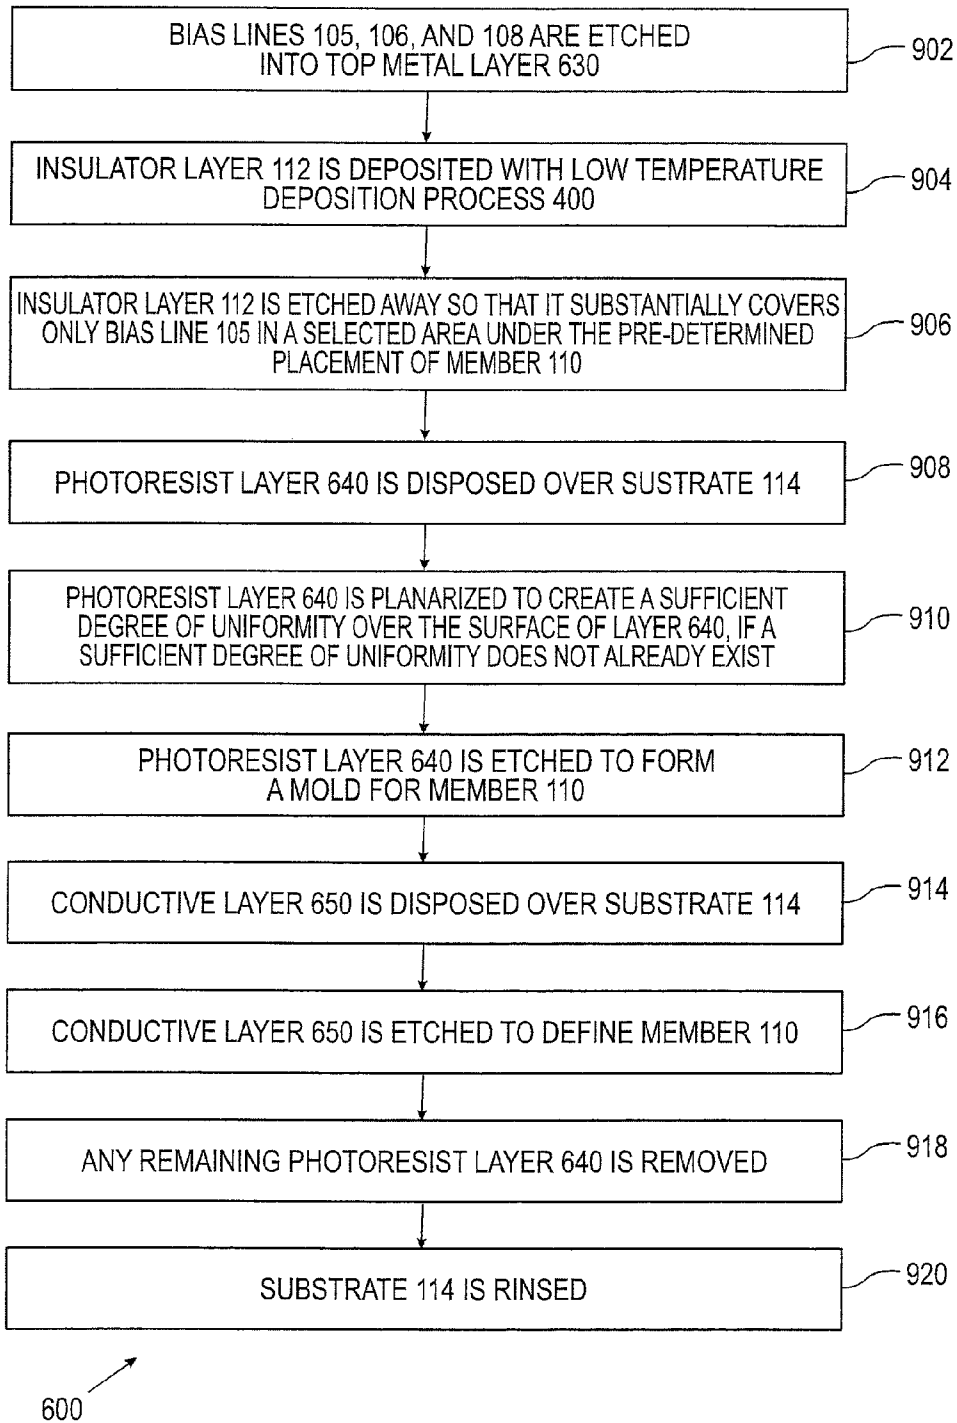 BIAS LINES 105, 106, AND 108 ARE ETCHED
INTO TOP METAL LAYER 630
902
INSULATOR LAYER 112 IS DEPOSITED WITH LOW TEMPERATURE
DEPOSITION PROCESS 400
904
INSULATOR LAYER 112 IS ETCHED AWAY SO THAT IT SUBSTANTIALLY COVERS
ONLY BIAS LINE 105 IN A SELECTED AREA UNDER THE PRE-DETERMINED
PLACEMENT OF MEMBER 110
906
PHOTORESIST LAYER 640 IS DISPOSED OVER SUSTRATE 114
908
PHOTORESIST LAYER 640 IS PLANARIZED TO CREATE A SUFFICIENT
DEGREE OF UNIFORMITY OVER THE SURFACE OF LAYER 640, IF A
SUFFICIENT DEGREE OF UNIFORMITY DOES NOT ALREADY EXIST
910
PHOTORESIST LAYER 640 IS ETCHED TO FORM
A MOLD FOR MEMBER 110
912
CONDUCTIVE LAYER 650 IS DISPOSED OVER SUBSTRATE 114
914
CONDUCTIVE LAYER 650 IS ETCHED TO DEFINE MEMBER 110
916
ANY REMAINING PHOTORESIST LAYER 640 IS REMOVED
918
SUBSTRATE 114 IS RINSED
920
600